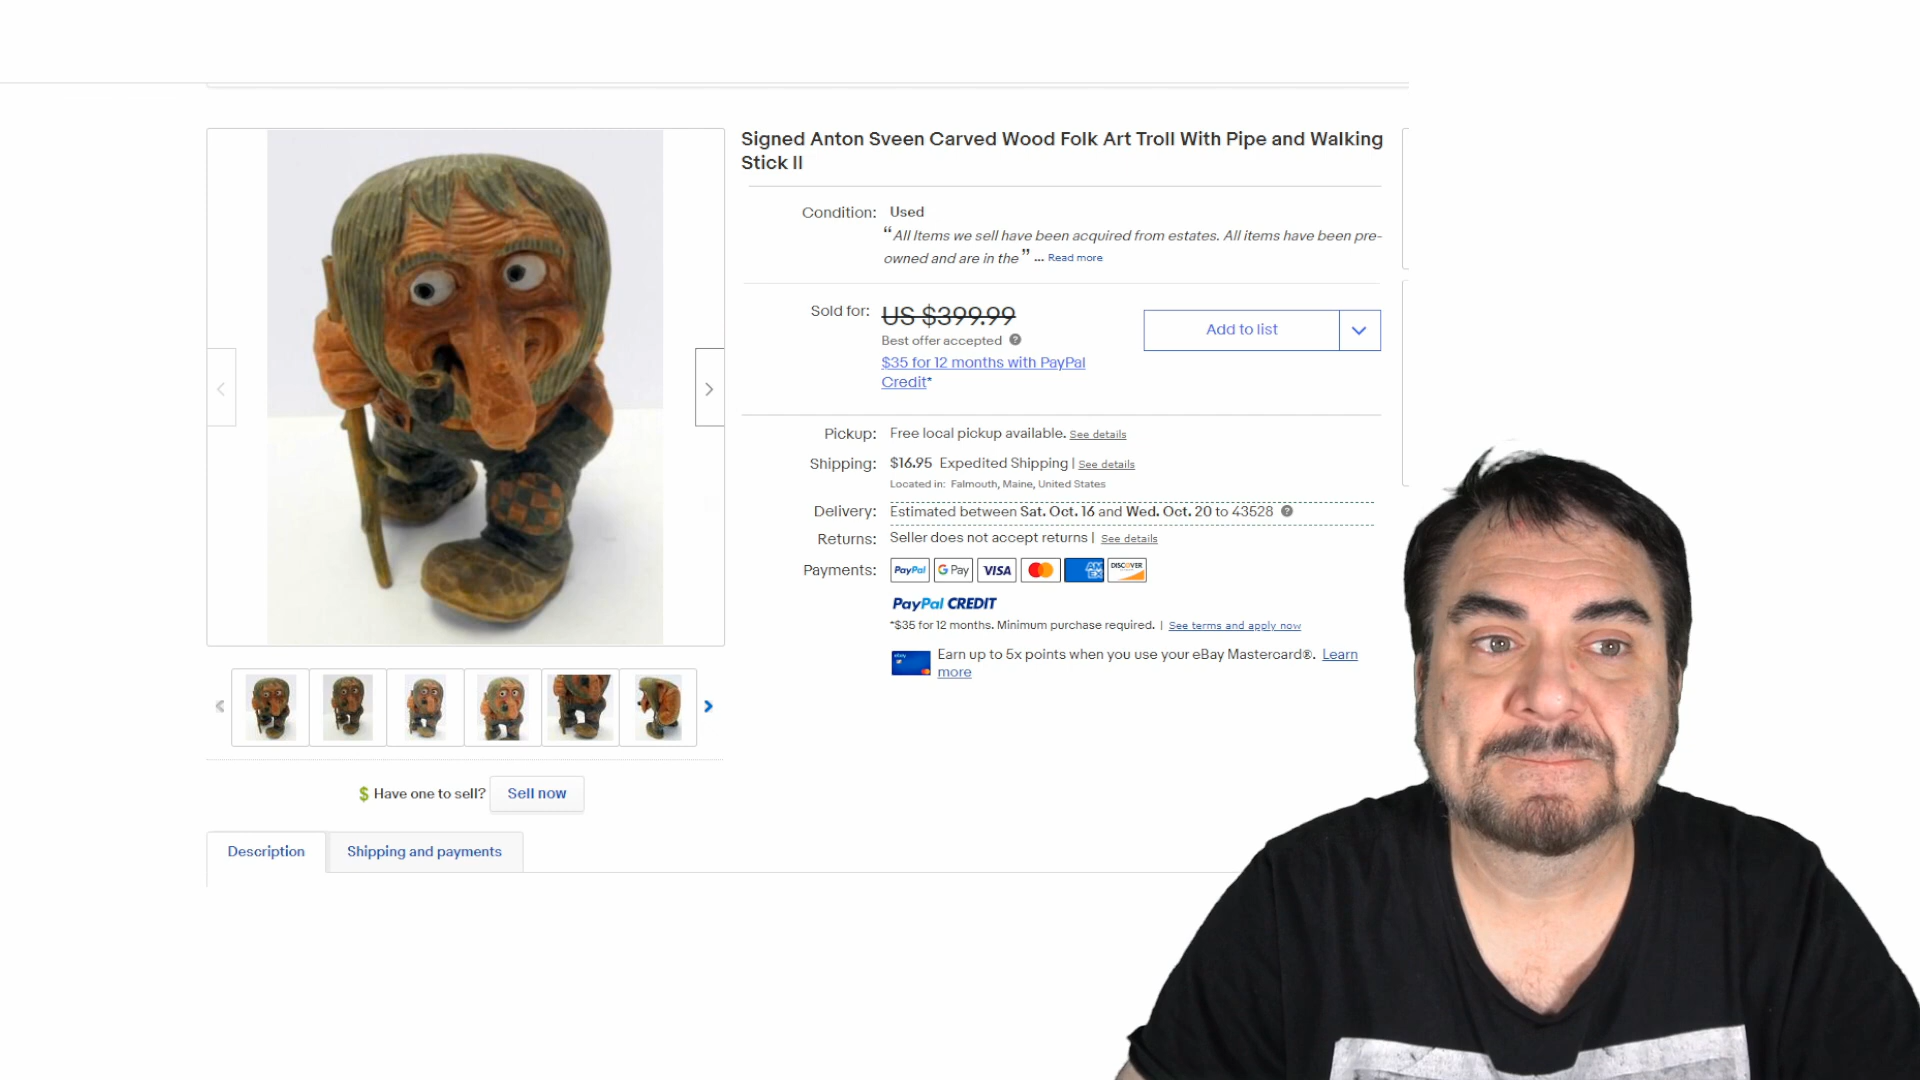 Signed Anton Sveen Carved Wood Folk Art Troll With Pipe and Walking
Stick II
Condition: Used
“ All Items we sell have been acquired from estates. All items have been pre-
owned and are in the ” ... Read more
Sold for: US $399.99
Best offer accepted ?
$35 for 12 months with PayPal
Credit*
Add to list
Pickup: Free local pickup available. See details
Shipping: $16.95 Expedited Shipping | See details
Located in: Falmouth, Maine, United States
Delivery: Estimated between Sat. Oct. 16 and Wed. Oct. 20 to 43528 ?
Returns: Seller does not accept returns | See details
Payments: PayPal G Pay VISA AMEX DISCOVER
PayPal CREDIT
*$35 for 12 months. Minimum purchase required. | See terms and apply now
ebay
Earn up to 5x points when you use your eBay Mastercard®. Learn
more
$ Have one to sell? Sell now
Description Shipping and payments